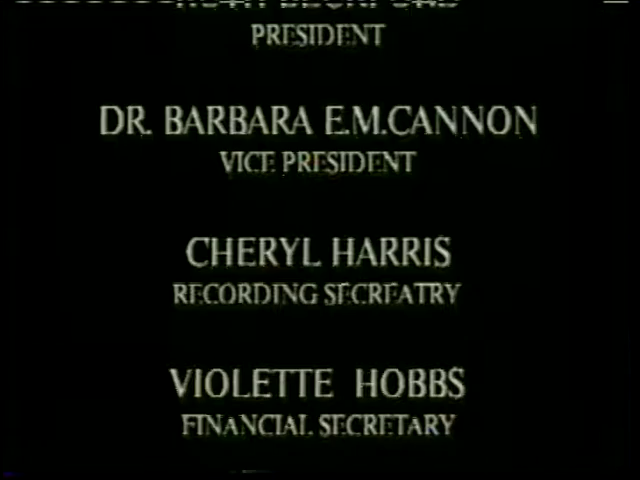 PRESIDENT
DR. BARBARA E.M.CANNON
VICE PRESIDENT
CHERYL HARRIS
RECORDING SECREATRY
VIOLETTE HOBBS
FINANCIAL SECRETARY